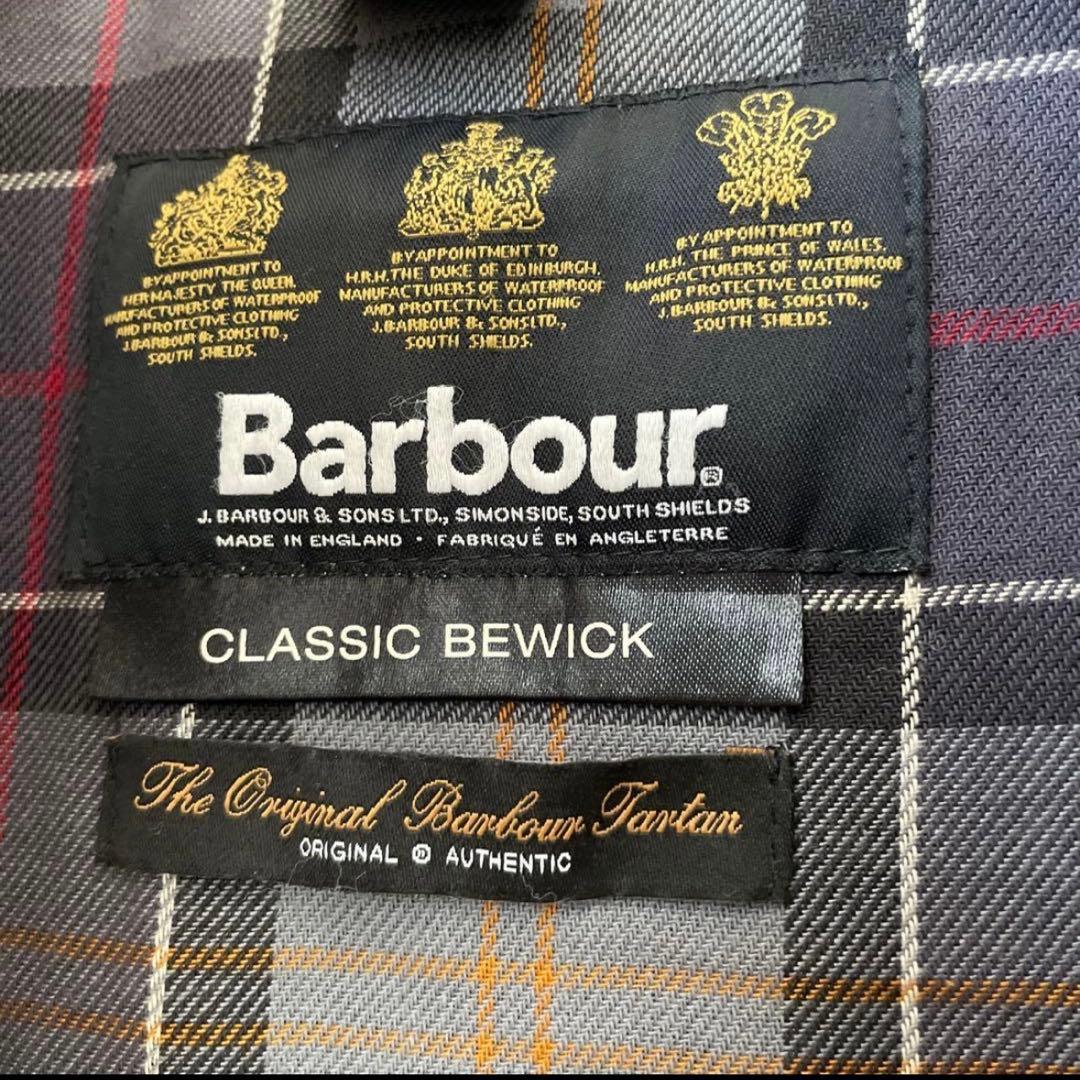 BY APPOINTMENT TO
HER MAJESTY THE QUEEN
MANUFACTURERS OF WATERPROOF
AND PROTECTIVE CLOTHING
J.BARBOUR & SONS LTD.,
SOUTH SHIELDS.
BY APPOINTMENT TO
H.R.H. THE DUKE OF EDINBURGH.
MANUFACTURERS OF WATERPROOF
AND PROTECTIVE CLOTHING
J.BARBOUR & SONS LTD.,
SOUTH SHIELDS.
BY APPOINTMENT TO
H.R.H. THE PRINCE OF WALES.
MANUFACTURERS OF WATERPROOF
AND PROTECTIVE CLOTHING
J.BARBOUR & SONS LTD.,
SOUTH SHIELDS.
Barbour®
J. BARBOUR & SONS LTD., SIMONSIDE, SOUTH SHIELDS
MADE IN ENGLAND · FABRIQUÉ EN ANGLETERRE
CLASSIC BEWICK
The Original Barbour Tartan
ORIGINAL ® AUTHENTIC